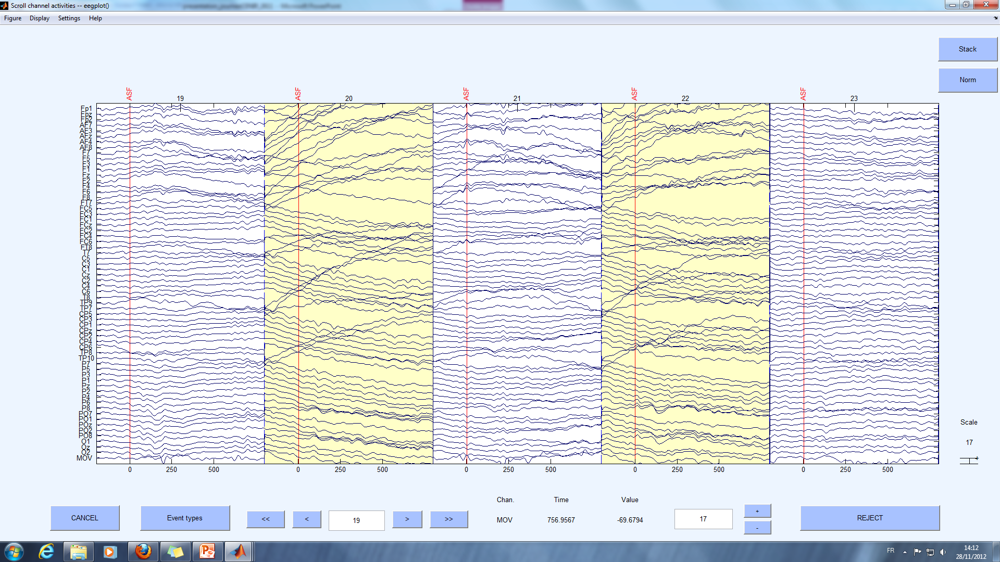 Scroll channel activities -- eegplot()
Figure Display Settings Help
Stack
Norm
ASF 19 ASF 20 ASF 21 ASF 22 ASF 23
Fp1
Fpz
Fp2
AF7
AF3
AFz
AF4
AF8
F7
F5
F3
F1
Fz
F2
F4
F6
F8
FT7
FC5
FC3
FC1
FCz
FC2
FC4
FC6
FT8
T7
C5
C3
C1
Cz
C2
C4
C6
T8
TP9
TP7
CP5
CP3
CP1
CPz
CP2
CP4
CP6
TP8
TP10
P7
P5
P3
P1
Pz
P2
P4
P6
P8
PO7
PO1
POz
PO2
PO8
O1
Oz
O2
MOV
0 250 500 0 250 500 0 250 500 0 250 500 0 250 500
Scale
17
+
Chan. Time Value
CANCEL Event types << < 19 > >> MOV 756.9567 -69.6794 17 + - REJECT
FR 14:12
28/11/2012